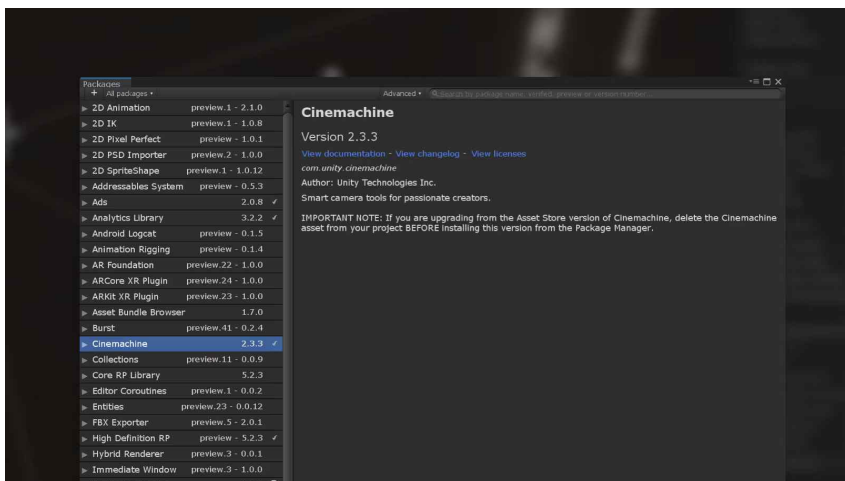 Packages
+ All packages ▾
Advanced ▾
Search by package name, verified, preview or version number...
▶ 2D Animation preview.1 - 2.1.0
▶ 2D IK preview.1 - 1.0.8
▶ 2D Pixel Perfect preview - 1.0.1
▶ 2D PSD Importer preview.2 - 1.0.0
▶ 2D SpriteShape preview.1 - 1.0.12
▶ Addressables System preview - 0.5.3
▶ Ads 2.0.8 ✓
▶ Analytics Library 3.2.2 ✓
▶ Android Logcat preview - 0.1.5
▶ Animation Rigging preview - 0.1.4
▶ AR Foundation preview.22 - 1.0.0
▶ ARCore XR Plugin preview.24 - 1.0.0
▶ ARKit XR Plugin preview.23 - 1.0.0
▶ Asset Bundle Browser 1.7.0
▶ Burst preview.41 - 0.2.4
▶ Cinemachine 2.3.3 ✓
▶ Collections preview.11 - 0.0.9
▶ Core RP Library 5.2.3
▶ Editor Coroutines preview.1 - 0.0.2
▶ Entities preview.23 - 0.0.12
▶ FBX Exporter preview.5 - 2.0.1
▶ High Definition RP preview - 5.2.3 ✓
▶ Hybrid Renderer preview.3 - 0.0.1
▶ Immediate Window preview.3 - 1.0.0
Cinemachine
Version 2.3.3
View documentation - View changelog - View licenses
com.unity.cinemachine
Author: Unity Technologies Inc.
Smart camera tools for passionate creators.
IMPORTANT NOTE: If you are upgrading from the Asset Store version of Cinemachine, delete the Cinemachine
asset from your project BEFORE installing this version from the Package Manager.